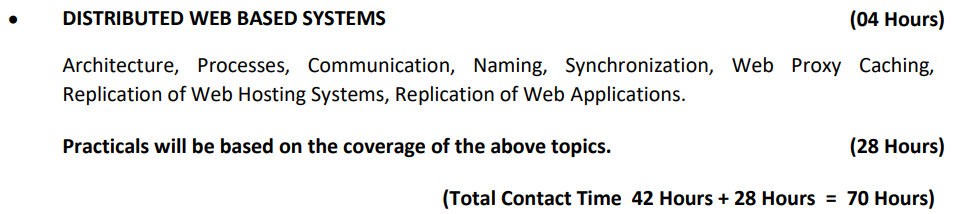 • DISTRIBUTED WEB BASED SYSTEMS (04 Hours)
Architecture, Processes, Communication, Naming, Synchronization, Web Proxy Caching,
Replication of Web Hosting Systems, Replication of Web Applications.
Practicals will be based on the coverage of the above topics. (28 Hours)
(Total Contact Time 42 Hours + 28 Hours = 70 Hours)